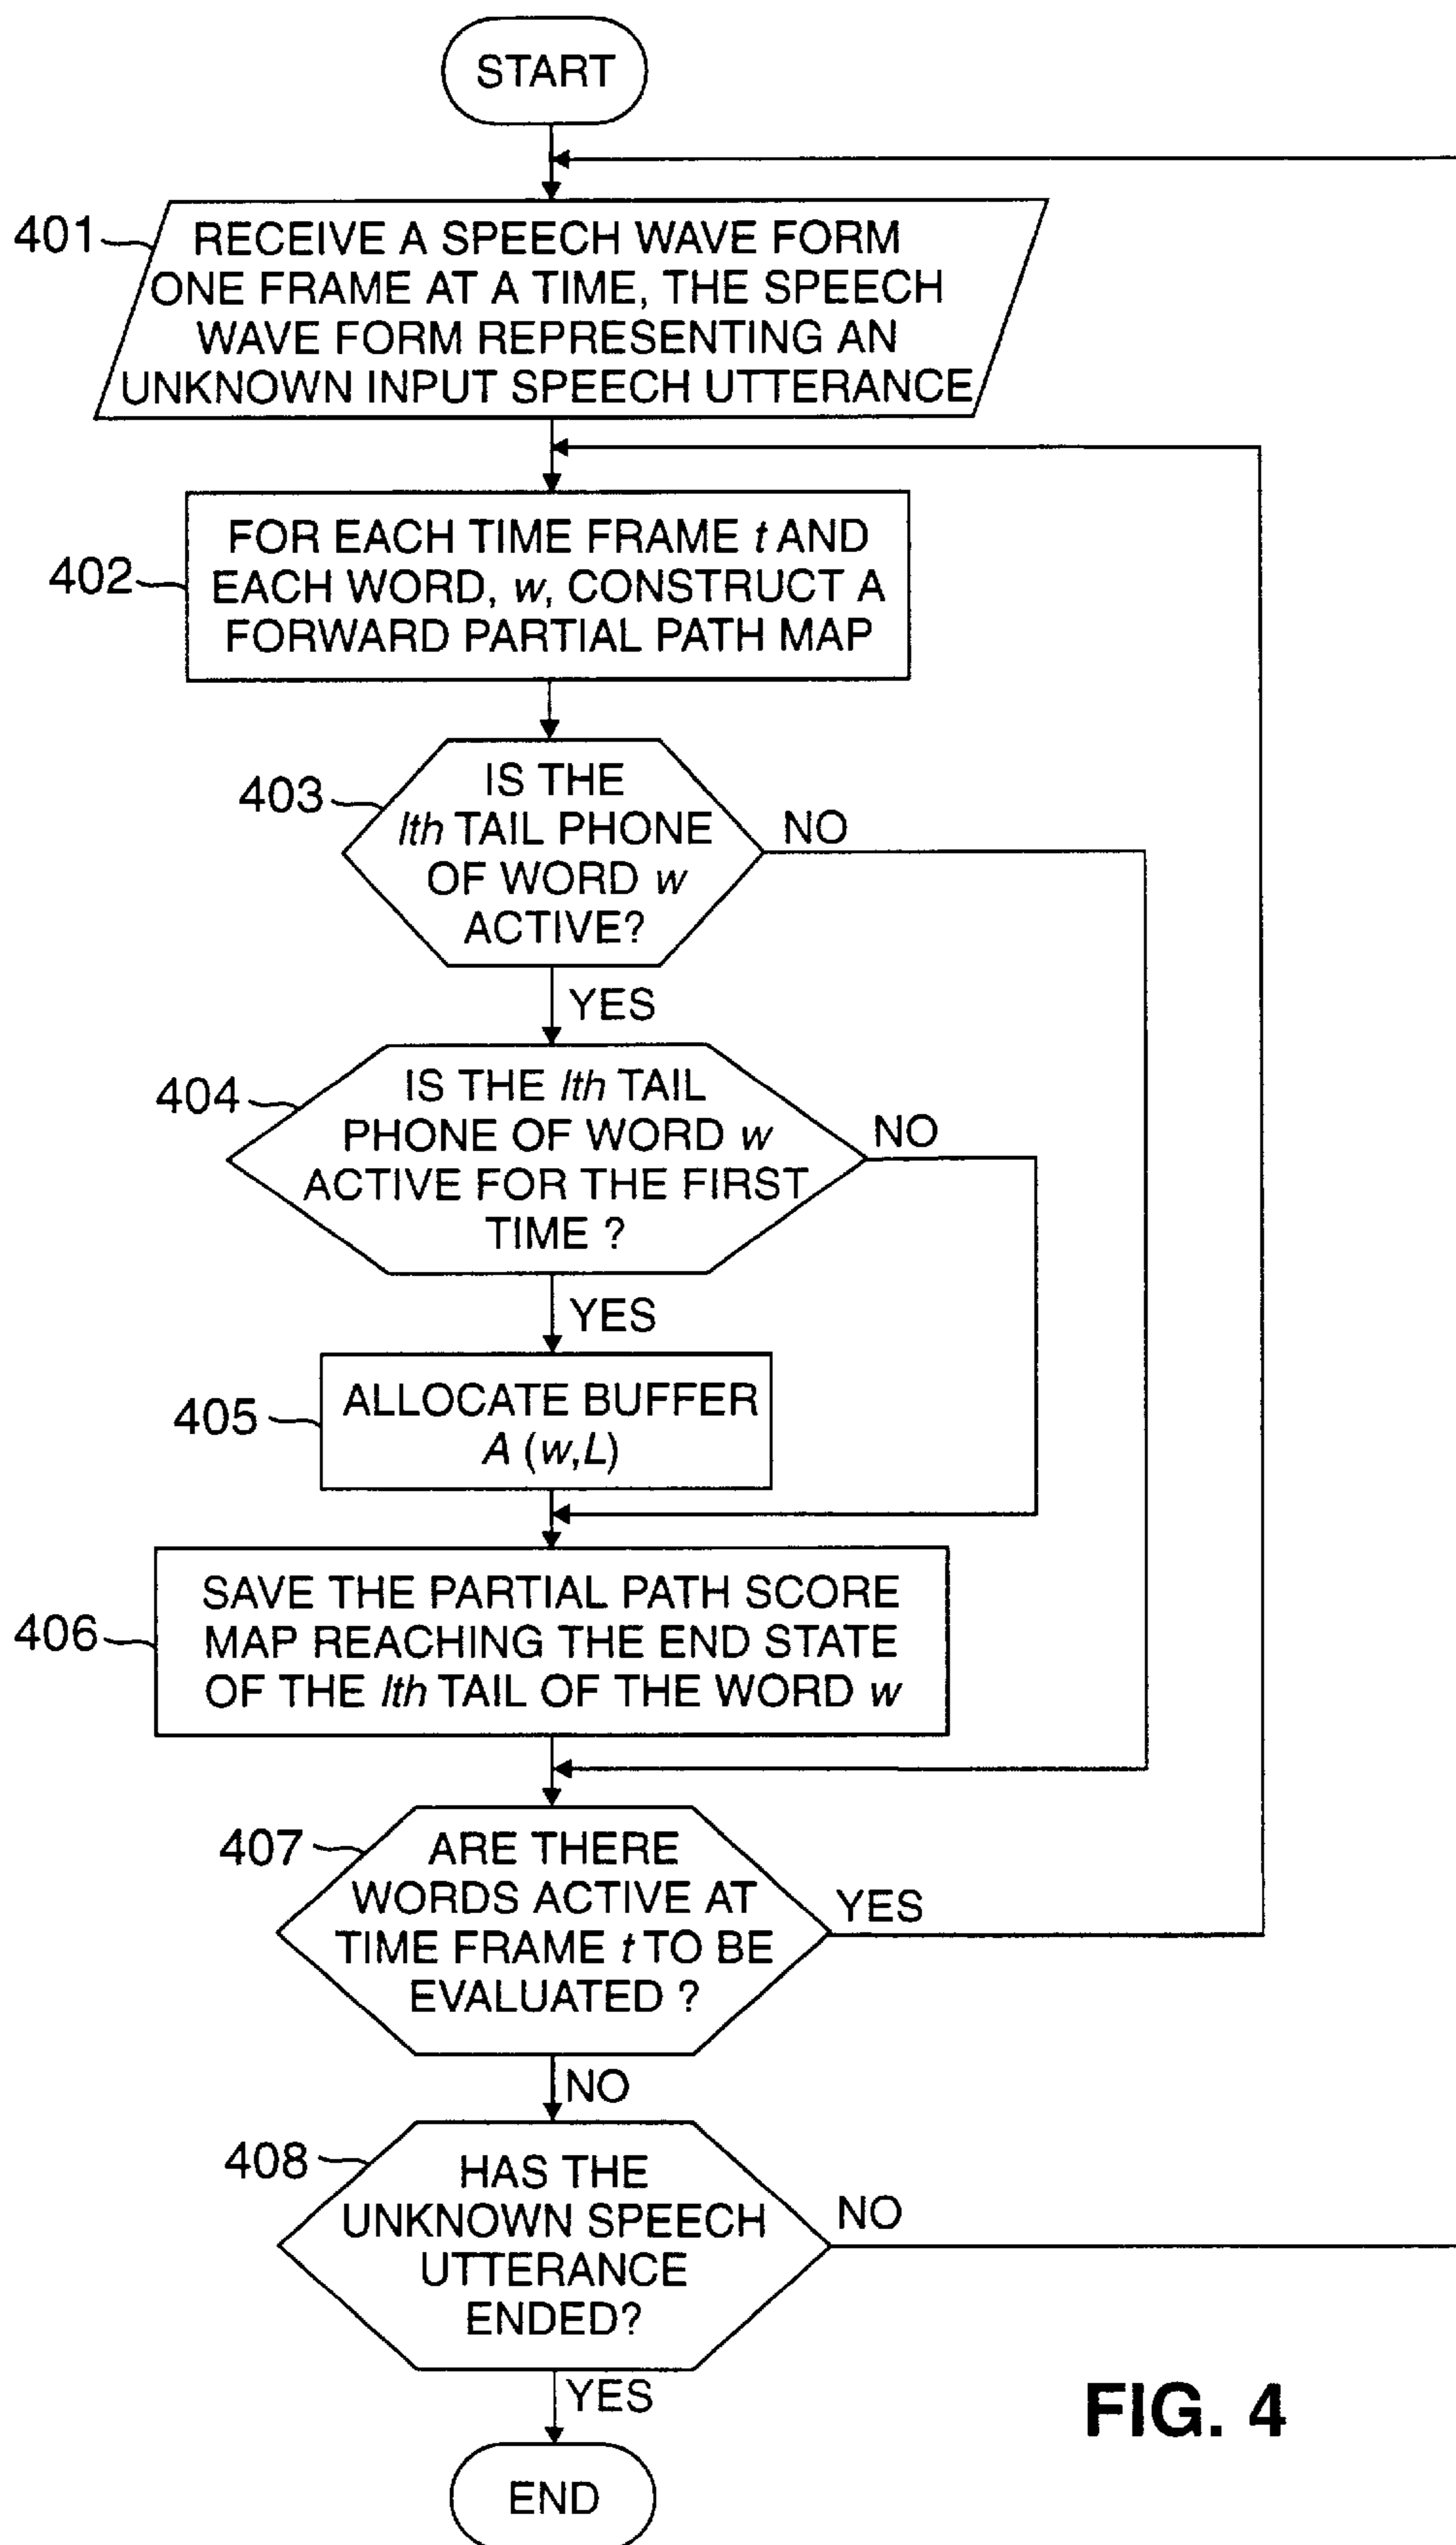 START
401
RECEIVE A SPEECH WAVE FORM
ONE FRAME AT A TIME, THE SPEECH
WAVE FORM REPRESENTING AN
UNKNOWN INPUT SPEECH UTTERANCE
402
FOR EACH TIME FRAME t AND
EACH WORD, w, CONSTRUCT A
FORWARD PARTIAL PATH MAP
403
IS THE
lth TAIL PHONE
OF WORD w
ACTIVE?
NO
YES
404
IS THE lth TAIL
PHONE OF WORD w
ACTIVE FOR THE FIRST
TIME ?
NO
YES
405
ALLOCATE BUFFER
A (w,L)
406
SAVE THE PARTIAL PATH SCORE
MAP REACHING THE END STATE
OF THE lth TAIL OF THE WORD w
407
ARE THERE
WORDS ACTIVE AT
TIME FRAME t TO BE
EVALUATED ?
YES
NO
408
HAS THE
UNKNOWN SPEECH
UTTERANCE
ENDED?
NO
YES
END
FIG. 4